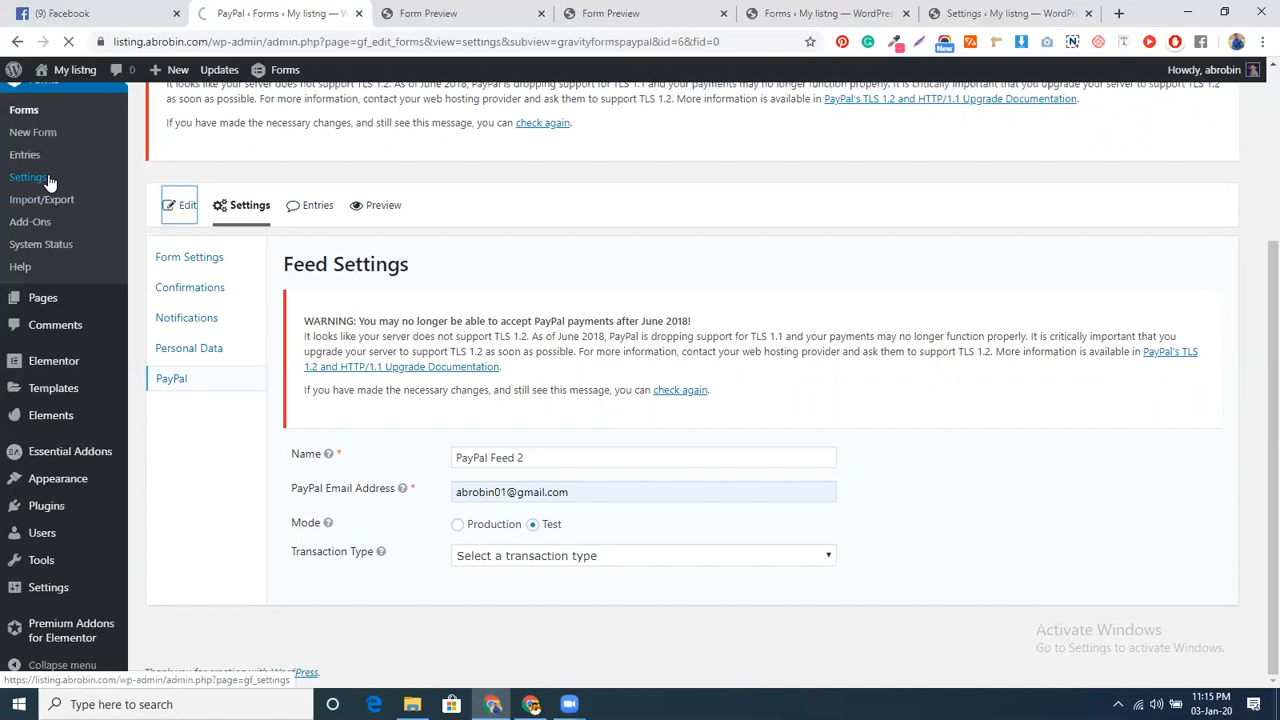 (9) Facebook
PayPal ‹ Forms ‹ My listng — W
Form Preview
Form Preview
Forms ‹ My listng — WordPres
Settings ‹ My listng — WordPr
listing.abrobin.com/wp-admin/admin.php?page=gf_edit_forms&view=settings&subview=gravityformspaypal&id=6&fid=0
New
My listng
0
New
Updates
Forms
Howdy, abrobin
Forms
New Form
Entries
Settings
Import/Export
Add-Ons
System Status
Help
Pages
Comments
Elementor
Templates
Elements
Essential Addons
Appearance
Plugins
Users
Tools
Settings
Premium Addons
for Elementor
Collapse menu
It looks like your server does not support TLS 1.2. As of June 2018, PayPal is dropping support for TLS 1.1 and your payments may no longer function properly. It is critically important that you upgrade your server to support TLS 1.2
as soon as possible. For more information, contact your web hosting provider and ask them to support TLS 1.2. More information is available in PayPal's TLS 1.2 and HTTP/1.1 Upgrade Documentation.
If you have made the necessary changes, and still see this message, you can check again.
Edit
Settings
Entries
Preview
Form Settings
Confirmations
Notifications
Personal Data
PayPal
Feed Settings
WARNING: You may no longer be able to accept PayPal payments after June 2018!
It looks like your server does not support TLS 1.2. As of June 2018, PayPal is dropping support for TLS 1.1 and your payments may no longer function properly. It is critically important that you
upgrade your server to support TLS 1.2 as soon as possible. For more information, contact your web hosting provider and ask them to support TLS 1.2. More information is available in PayPal's TLS
1.2 and HTTP/1.1 Upgrade Documentation.
If you have made the necessary changes, and still see this message, you can check again.
Name * PayPal Feed 2
PayPal Email Address * abrobin01@gmail.com
Mode Production Test
Transaction Type Select a transaction type
Activate Windows
Go to Settings to activate Windows.
https://listing.abrobin.com/wp-admin/admin.php?page=gf_settings
Type here to search
11:15 PM
03-Jan-20